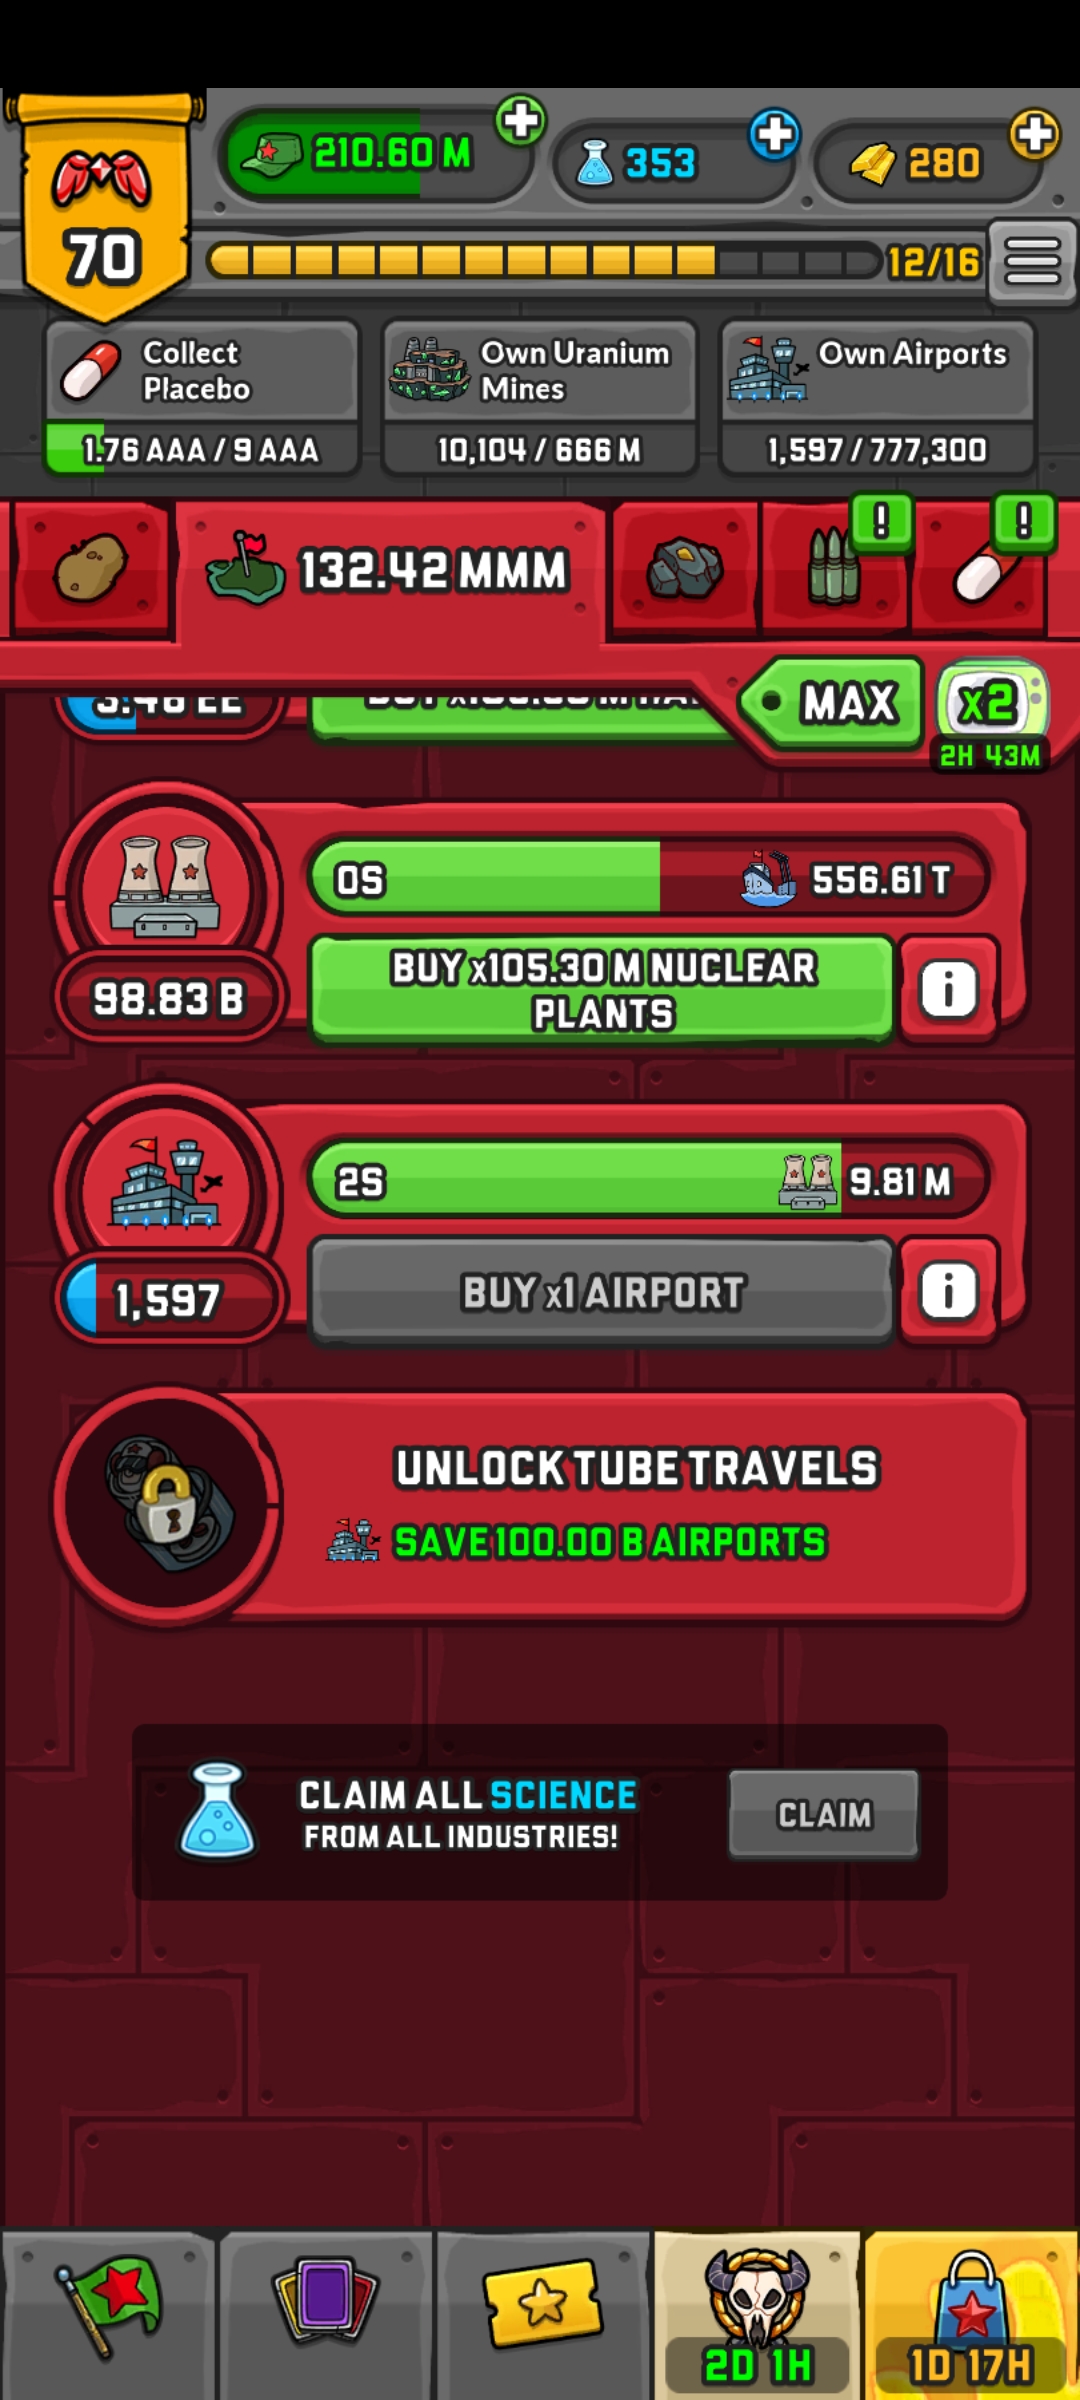 210.60 M
353
280
70
12/16
Collect
Placebo
1.76 AAA / 9 AAA
Own Uranium
Mines
10,104 / 666 M
Own Airports
1,597 / 777,300
132.42 MMM
!
!
MAX
x2
2H 43M
0S
556.61 T
98.83 B
BUY x105.30 M NUCLEAR
PLANTS
i
2S
9.81 M
1,597
BUY x1 AIRPORT
i
UNLOCK TUBE TRAVELS
SAVE 100.00 B AIRPORTS
CLAIM ALL SCIENCE
FROM ALL INDUSTRIES!
CLAIM
2D 1H
1D 17H